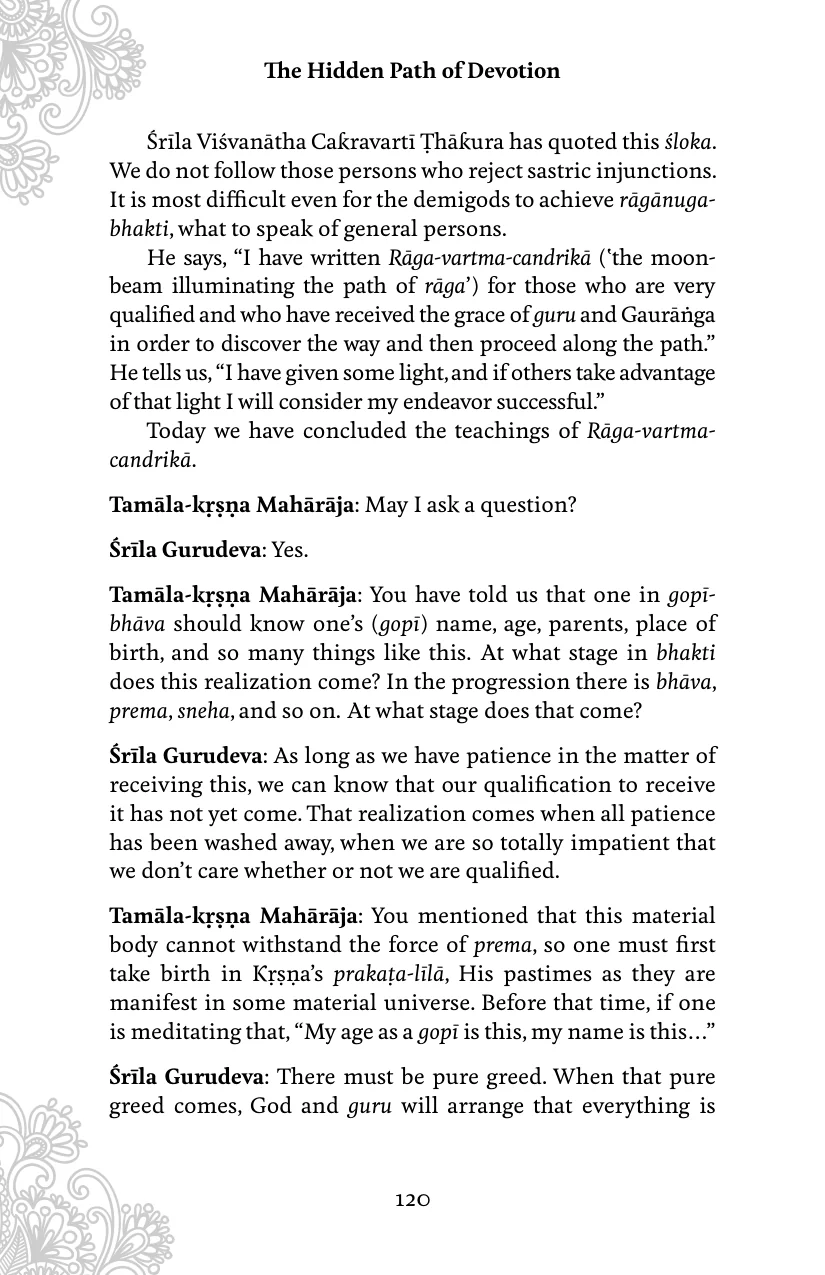 The Hidden Path of Devotion
Śrīla Viśvanātha Cakravartī Ṭhākura has quoted this śloka.
We do not follow those persons who reject sastric injunctions.
It is most difficult even for the demigods to achieve rāgānuga-
bhakti, what to speak of general persons.
He says, “I have written Rāga-vartma-candrikā (‘the moon-
beam illuminating the path of rāga’) for those who are very
qualified and who have received the grace of guru and Gaurāṅga
in order to discover the way and then proceed along the path.”
He tells us, “I have given some light, and if others take advantage
of that light I will consider my endeavor successful.”
Today we have concluded the teachings of Rāga-vartma-
candrikā.
Tamāla-kṛṣṇa Mahārāja: May I ask a question?
Śrīla Gurudeva: Yes.
Tamāla-kṛṣṇa Mahārāja: You have told us that one in gopī-
bhāva should know one’s (gopī) name, age, parents, place of
birth, and so many things like this. At what stage in bhakti
does this realization come? In the progression there is bhāva,
prema, sneha, and so on. At what stage does that come?
Śrīla Gurudeva: As long as we have patience in the matter of
receiving this, we can know that our qualification to receive
it has not yet come. That realization comes when all patience
has been washed away, when we are so totally impatient that
we don’t care whether or not we are qualified.
Tamāla-kṛṣṇa Mahārāja: You mentioned that this material
body cannot withstand the force of prema, so one must first
take birth in Kṛṣṇa’s prakaṭa-līlā, His pastimes as they are
manifest in some material universe. Before that time, if one
is meditating that, “My age as a gopī is this, my name is this…”
Śrīla Gurudeva: There must be pure greed. When that pure
greed comes, God and guru will arrange that everything is
120